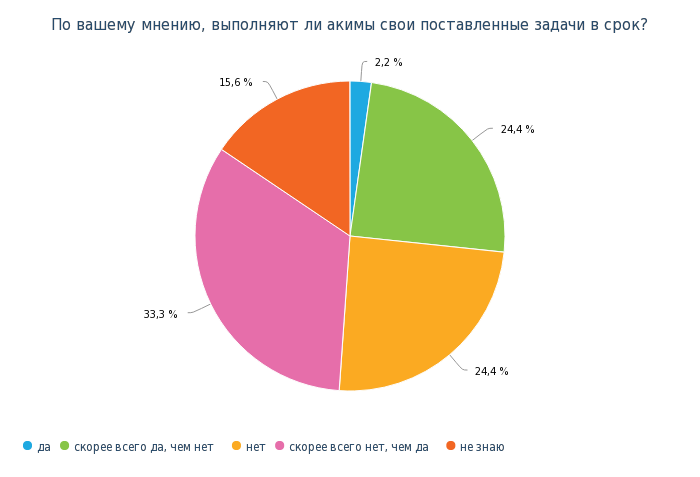 По вашему мнению, выполняют ли акимы свои поставленные задачи в срок?
2,2 %
15,6 %
24,4 %
33,3 %
24,4 %
да скорее всего да, чем нет нет скорее всего нет, чем да не знаю